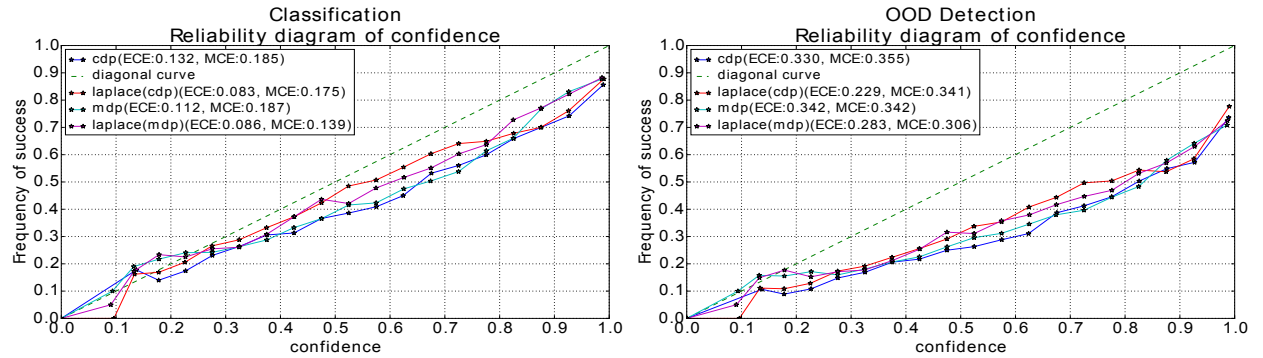 Classification
Reliability diagram of confidence
1.0
0.9
0.8
0.7
0.6
0.5
0.4
0.3
0.2
0.1
0.0
Frequency of success
cdp(ECE:0.132, MCE:0.185)
diagonal curve
laplace(cdp)(ECE:0.083, MCE:0.175)
mdp(ECE:0.112, MCE:0.187)
laplace(mdp)(ECE:0.086, MCE:0.139)
0.0 0.1 0.2 0.3 0.4 0.5 0.6 0.7 0.8 0.9 1.0
confidence
OOD Detection
Reliability diagram of confidence
1.0
0.9
0.8
0.7
0.6
0.5
0.4
0.3
0.2
0.1
0.0
Frequency of success
cdp(ECE:0.330, MCE:0.355)
diagonal curve
laplace(cdp)(ECE:0.229, MCE:0.341)
mdp(ECE:0.342, MCE:0.342)
laplace(mdp)(ECE:0.283, MCE:0.306)
0.0 0.1 0.2 0.3 0.4 0.5 0.6 0.7 0.8 0.9 1.0
confidence